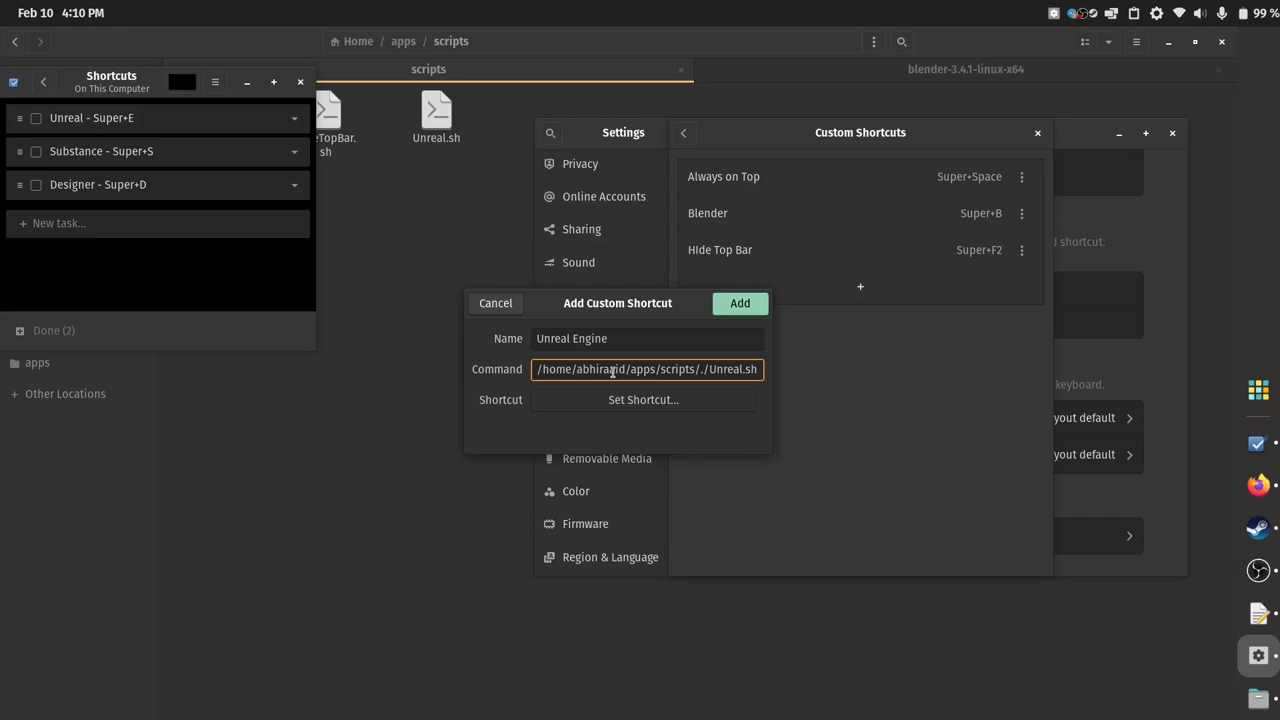 Feb 10 4:10 PM
99 %
Home apps scripts
scripts
blender-3.4.1-linux-x64
Shortcuts
On This Computer
Unreal - Super+E
Substance - Super+S
Designer - Super+D
New task...
Done (2)
apps
Other Locations
Unreal.sh
sh
Settings
Privacy
Online Accounts
Sharing
Sound
Removable Media
Color
Firmware
Region & Language
Custom Shortcuts
Always on Top Super+Space
Blender Super+B
HIde Top Bar Super+F2
+
d shortcut.
keyboard.
yout default
yout default
Cancel Add Custom Shortcut Add
Name Unreal Engine
Command /home/abhiraaid/apps/scripts/./Unreal.sh
Shortcut Set Shortcut...